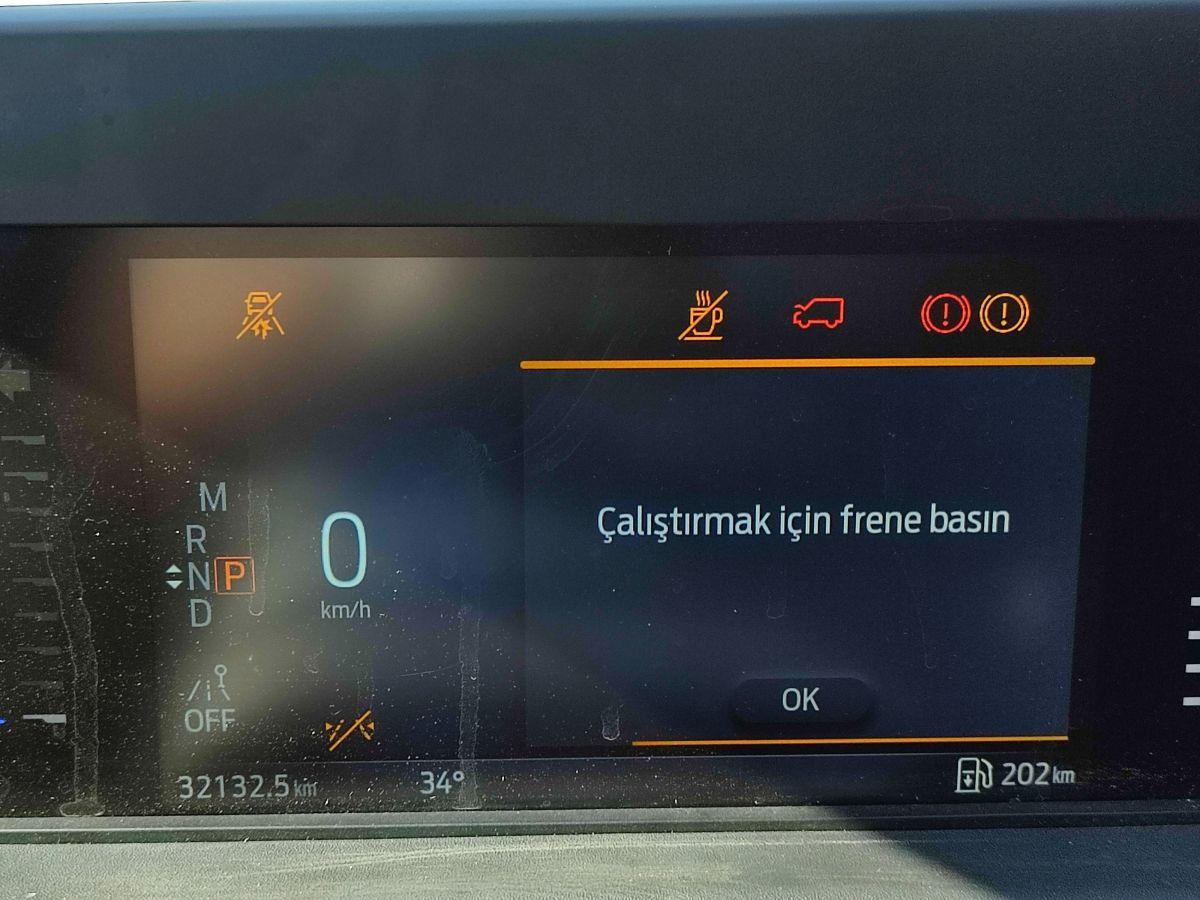 M
R
N P
D
0
km/h
Çalıştırmak için frene basın
OK
OFF
32132.5 km
34°
202 km